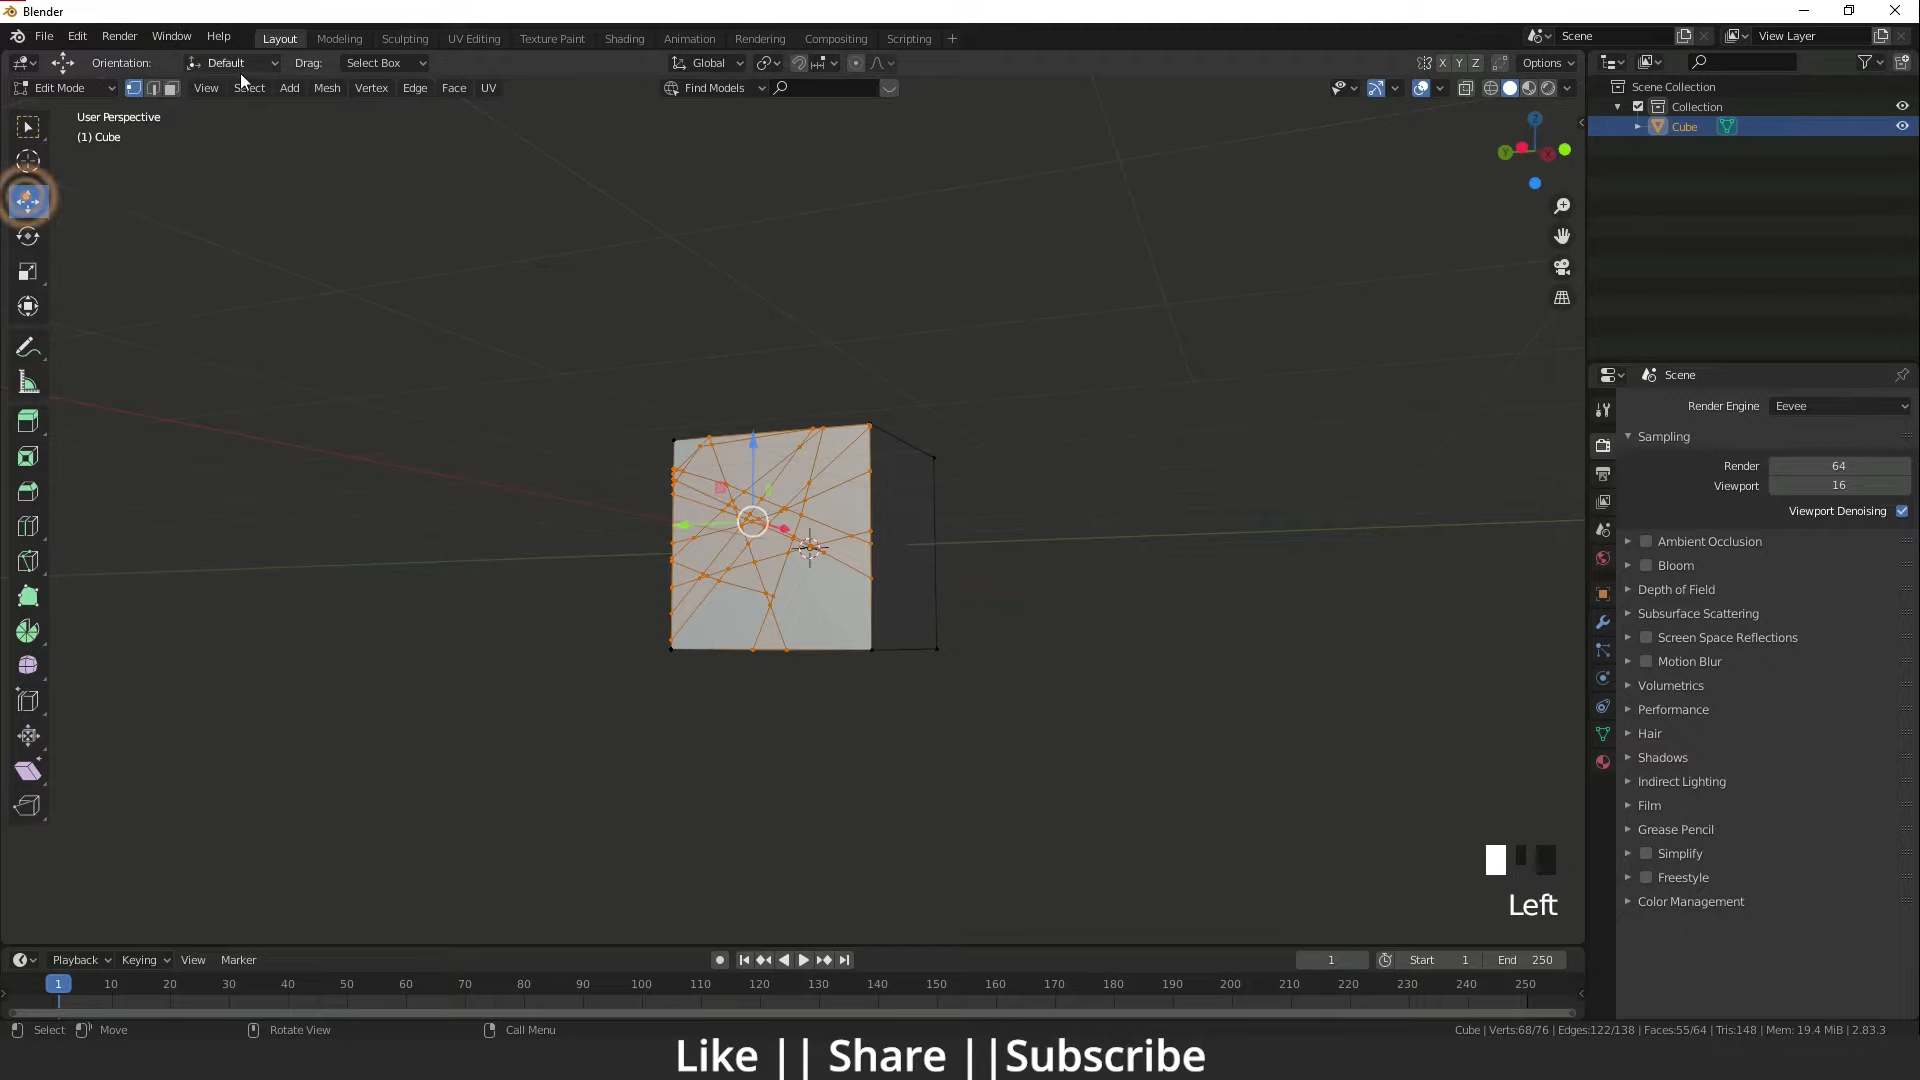 Blender
File Edit Render Window Help Layout Modeling Sculpting UV Editing Texture Paint Shading Animation Rendering Compositing Scripting Scene View Layer
Orientation: Default Drag: Select Box Global X Y Z Options
Edit Mode View Select Add Mesh Vertex Edge Face UV Find Models
Scene Collection
Collection
Cube
User Perspective
(1) Cube
Z
Y
X
Scene
Render Engine Eevee
Sampling
Render 64
Viewport 16
Viewport Denoising
Ambient Occlusion
Bloom
Depth of Field
Subsurface Scattering
Screen Space Reflections
Motion Blur
Volumetrics
Performance
Hair
Shadows
Indirect Lighting
Film
Grease Pencil
Simplify
Freestyle
Color Management
Left
Playback Keying View Marker 1 Start 1 End 250
1 10 20 30 40 50 60 70 80 90 100 110 120 130 140 150 160 170 180 190 200 210 220 230 240 250
Select Move Rotate View Call Menu Cube | Verts:68/76 | Edges:122/138 | Faces:55/64 | Tris:148 | Mem: 19.4 MiB | 2.83.3
Like || Share ||Subscribe